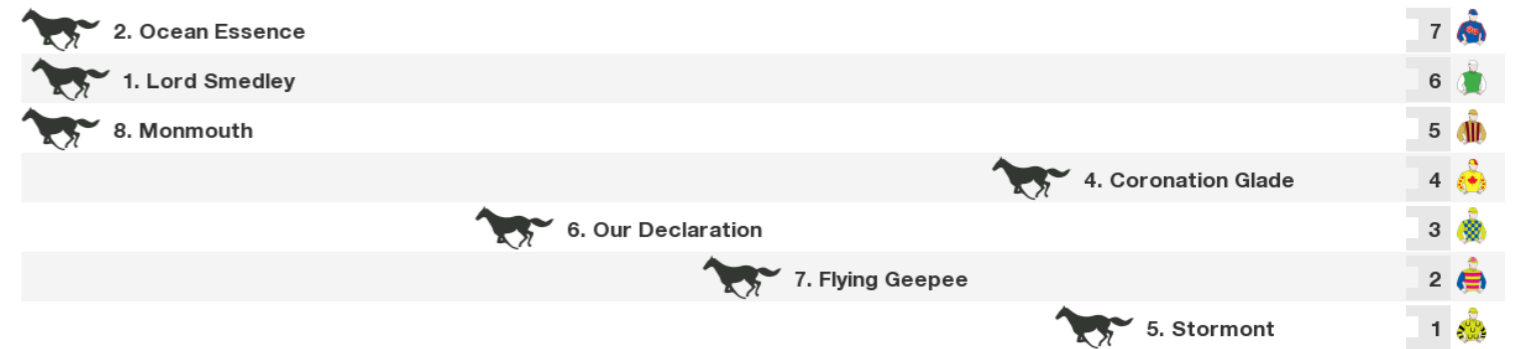 2. Ocean Essence 7
1. Lord Smedley 6
8. Monmouth 5
4. Coronation Glade 4
6. Our Declaration 3
7. Flying Geepee 2
5. Stormont 1